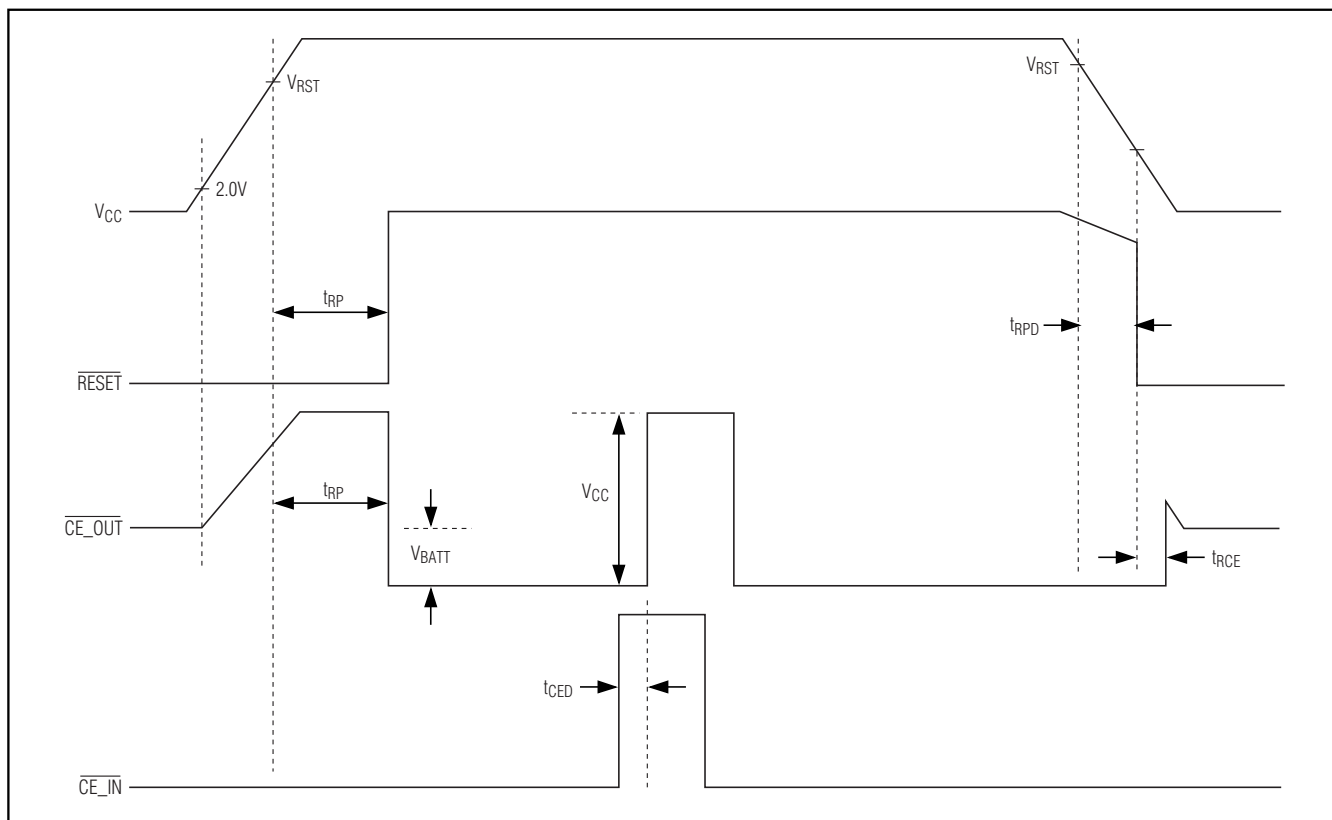 VRST
VRST
2.0V
VCC
tRP
tRPD
RESET
tRP
VCC
CE_OUT
VBATT
tRCE
tCED
CE_IN